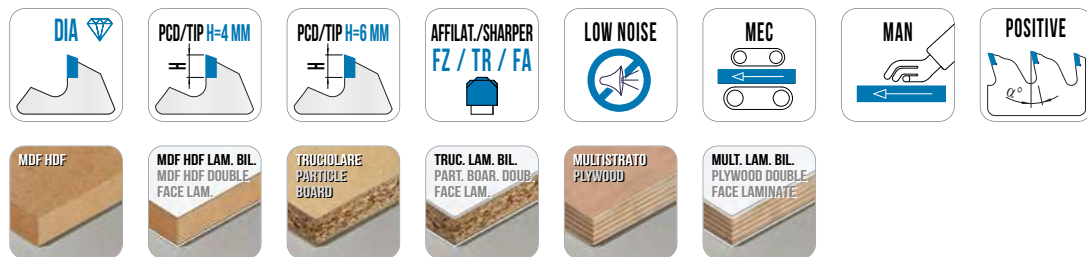 DIA
PCD/TIP H=4 MM
H
PCD/TIP H=6 MM
H
AFFILAT./SHARPER
FZ / TR / FA
LOW NOISE
MEC
MAN
POSITIVE
α°
MDF HDF
MDF HDF LAM. BIL.
MDF HDF DOUBLE
FACE LAM.
TRUCIOLARE
PARTICLE
BOARD
TRUC. LAM. BIL.
PART. BOAR. DOUB.
FACE LAM.
MULTISTRATO
PLYWOOD
MULT. LAM. BIL.
PLYWOOD DOUBLE
FACE LAMINATE